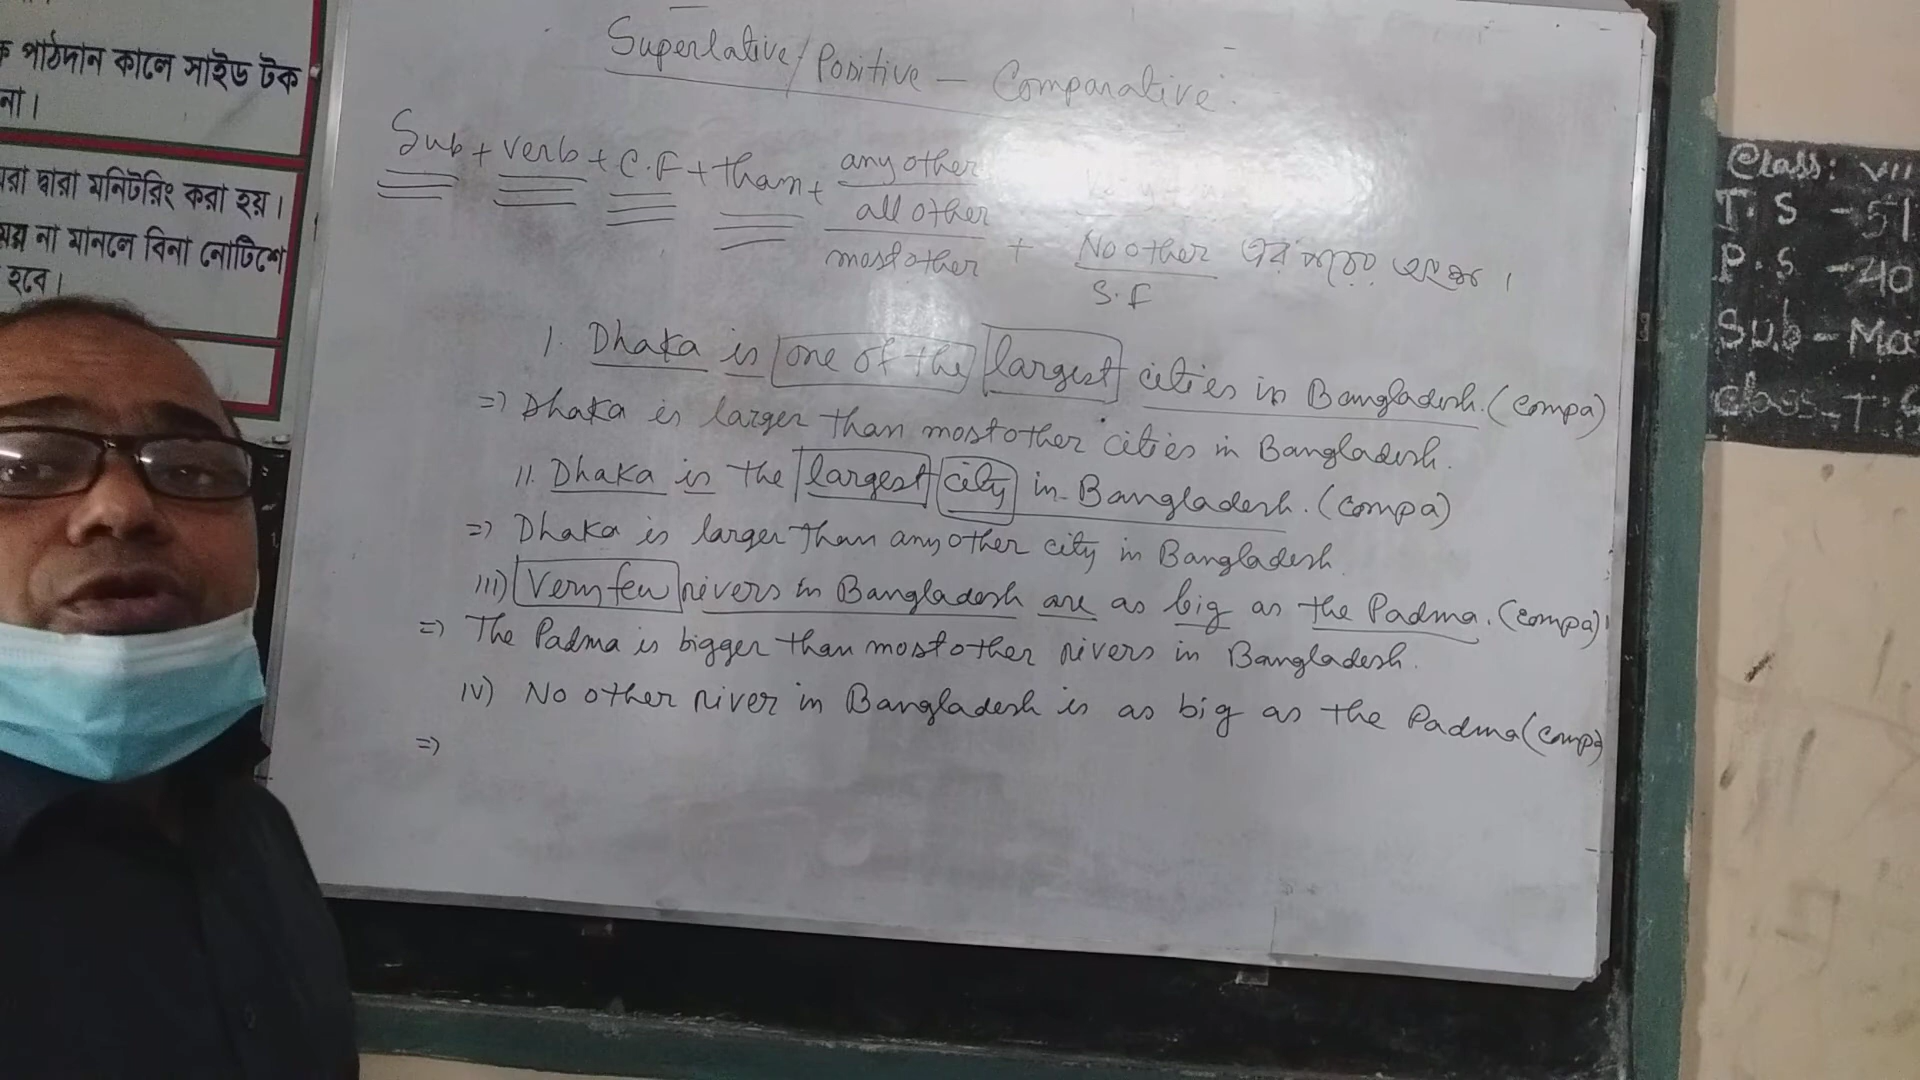 পাঠদান কালে সাইড টক
না।
দ্বারা মনিটরিং করা হয়।
না মানলে বিনা নোটিশে
হবে।
Superlative/Positive — Comparative.
Sub + verb + C.F + than + any other
all other
most other + No other এর পরের অংশ।
S.F
I. Dhaka is one of the largest cities in Bangladesh. (compa)
=> Dhaka is larger than most other cities in Bangladesh.
II. Dhaka is the largest city in Bangladesh. (compa)
=> Dhaka is larger than any other city in Bangladesh.
III) Very few rivers in Bangladesh are as big as the Padma. (compa)
=> The Padma is bigger than most other rivers in Bangladesh.
IV) No other river in Bangladesh is as big as the Padma (comp
=>
Class: VII
T.S - 51
P.S - 40
Sub - Ma
Class-T: